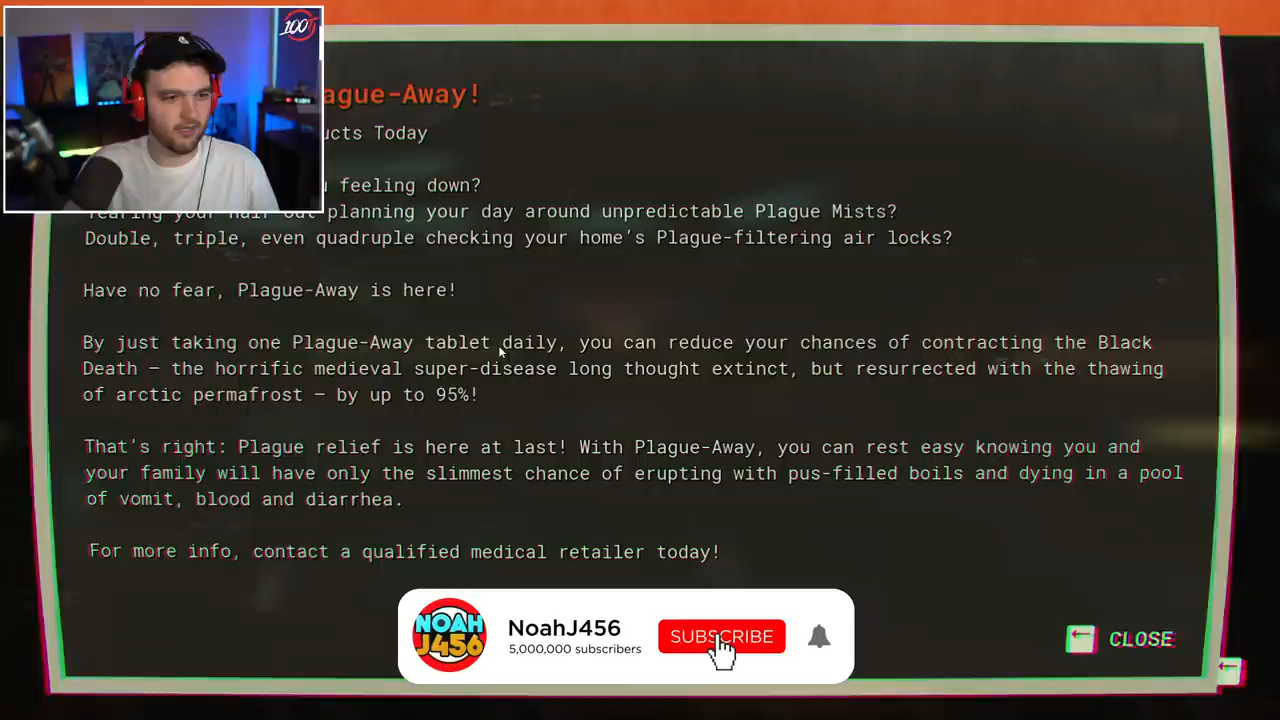 100T
ague-Away!
ucts Today
feeling down?
planning your day around unpredictable Plague Mists?
Double, triple, even quadruple checking your home's Plague-filtering air locks?
Have no fear, Plague-Away is here!
By just taking one Plague-Away tablet daily, you can reduce your chances of contracting the Black
Death – the horrific medieval super-disease long thought extinct, but resurrected with the thawing
of arctic permafrost – by up to 95%!
That's right: Plague relief is here at last! With Plague-Away, you can rest easy knowing you and
your family will have only the slimmest chance of erupting with pus-filled boils and dying in a pool
of vomit, blood and diarrhea.
For more info, contact a qualified medical retailer today!
NOAH
J456
NoahJ456
5,000,000 subscribers
SUBSCRIBE
CLOSE